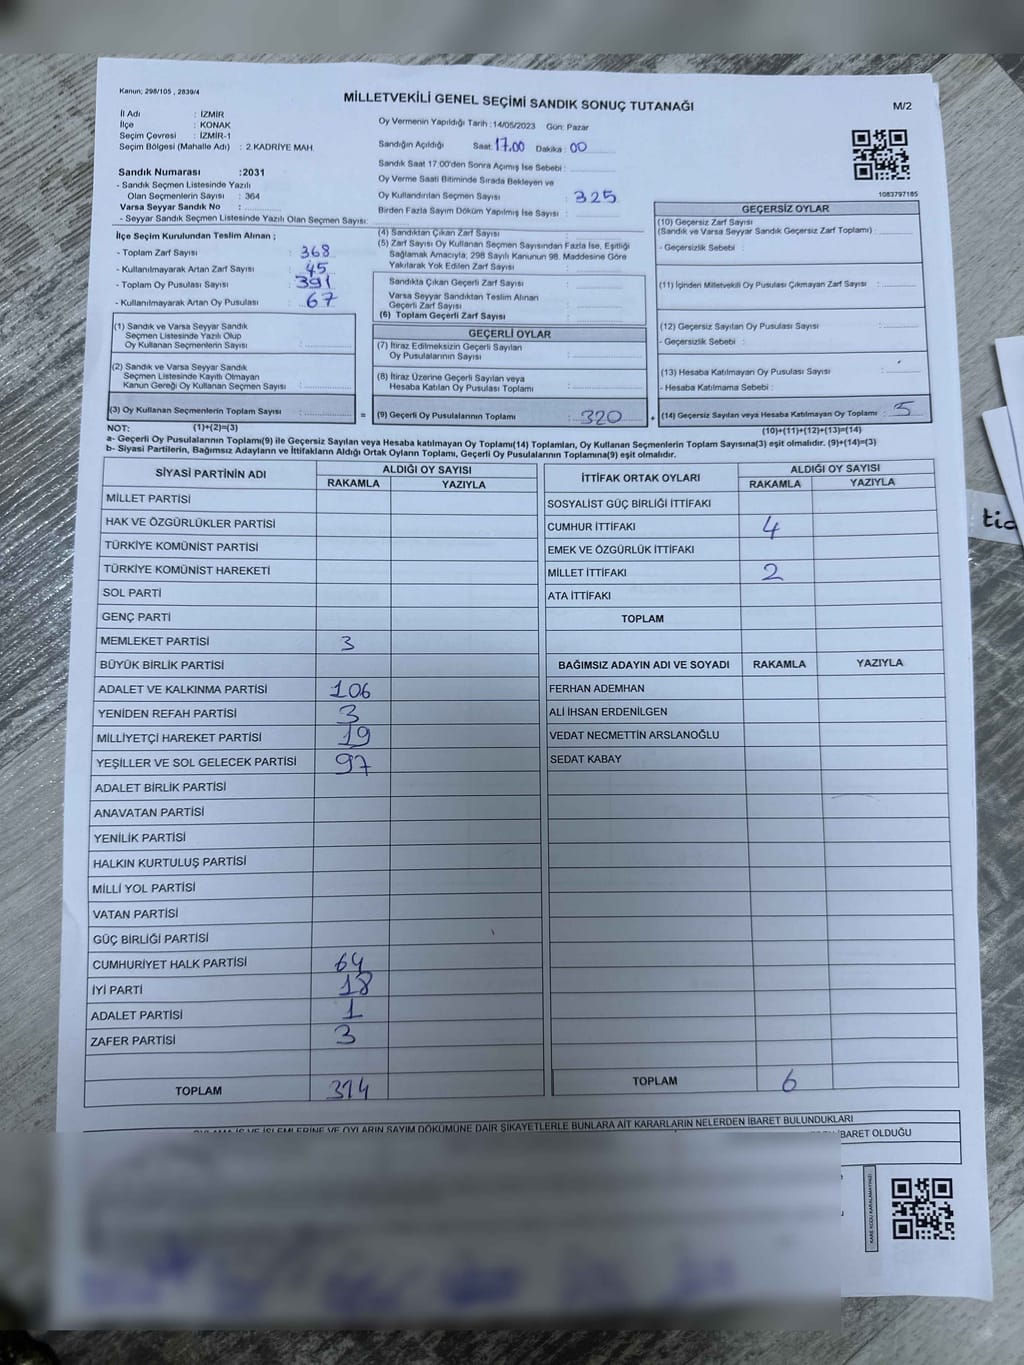 Kanun; 298/105 , 2839/4
MİLLETVEKİLİ GENEL SEÇİMİ SANDIK SONUÇ TUTANAĞI
M/2
İl Adı : İZMİR
İlçe : KONAK
Seçim Çevresi : İZMİR-1
Seçim Bölgesi (Mahalle Adı) : 2.KADRİYE MAH.
Sandık Numarası :2031
- Sandık Seçmen Listesinde Yazılı
Olan Seçmenlerin Sayısı : 364
Varsa Seyyar Sandık No :
- Seyyar Sandık Seçmen Listesinde Yazılı Olan Seçmen Sayısı:
Oy Vermenin Yapıldığı Tarih :14/05/2023 Gün: Pazar
Sandığın Açıldığı Saat: 17.00 Dakika : 00
Sandık Saat 17:00'den Sonra Açılmış İse Sebebi :
Oy Verme Saati Bitiminde Sırada Bekleyen ve
Oy Kullandırılan Seçmen Sayısı : 325
Birden Fazla Sayım Döküm Yapılmış İse Sayısı :
1083797185
İlçe Seçim Kurulundan Teslim Alınan ;
- Toplam Zarf Sayısı : 368
- Kullanılmayarak Artan Zarf Sayısı : 45
- Toplam Oy Pusulası Sayısı : 391
- Kullanılmayarak Artan Oy Pusulası : 67
(1) Sandık ve Varsa Seyyar Sandık
Seçmen Listesinde Yazılı Olup
Oy Kullanan Seçmenlerin Sayısı :
(2) Sandık ve Varsa Seyyar Sandık
Seçmen Listesinde Kayıtlı Olmayan
Kanun Gereği Oy Kullanan Seçmen Sayısı :
(3) Oy Kullanan Seçmenlerin Toplam Sayısı :
=
(4) Sandıktan Çıkan Zarf Sayısı :
(5) Zarf Sayısı Oy Kullanan Seçmen Sayısından Fazla İse, Eşitliği
Sağlamak Amacıyla; 298 Sayılı Kanunun 98. Maddesine Göre
Yakılarak Yok Edilen Zarf Sayısı :
Sandıkta Çıkan Geçerli Zarf Sayısı :
Varsa Seyyar Sandıktan Teslim Alınan
Geçerli Zarf Sayısı :
(6) Toplam Geçerli Zarf Sayısı :
GEÇERLİ OYLAR
(7) İtiraz Edilmeksizin Geçerli Sayılan
Oy Pusulalarının Sayısı :
(8) İtiraz Üzerine Geçerli Sayılan veya
Hesaba Katılan Oy Pusulası Toplamı :
(9) Geçerli Oy Pusulalarının Toplamı : 320
+
GEÇERSİZ OYLAR
(10) Geçersiz Zarf Sayısı
(Sandık ve Varsa Seyyar Sandık Geçersiz Zarf Toplamı) :
- Geçersizlik Sebebi :
(11) İçinden Milletvekili Oy Pusulası Çıkmayan Zarf Sayısı :
(12) Geçersiz Sayılan Oy Pusulası Sayısı :
- Geçersizlik Sebebi :
(13) Hesaba Katılmayan Oy Pusulası Sayısı :
- Hesaba Katılmama Sebebi :
(14) Geçersiz Sayılan veya Hesaba Katılmayan Oy Toplamı : 5
NOT: (1)+(2)=(3)
(10)+(11)+(12)+(13)=(14)
a- Geçerli Oy Pusulalarının Toplamı(9) ile Geçersiz Sayılan veya Hesaba katılmayan Oy Toplamı(14) Toplamları, Oy Kullanan Seçmenlerin Toplam Sayısına(3) eşit olmalıdır. (9)+(14)=(3)
b- Siyasi Partilerin, Bağımsız Adayların ve İttifakların Aldığı Ortak Oyların Toplamı, Geçerli Oy Pusulalarının Toplamına(9) eşit olmalıdır.
SİYASİ PARTİNİN ADI
ALDIĞI OY SAYISI
RAKAMLA YAZIYLA
MİLLET PARTİSİ
HAK VE ÖZGÜRLÜKLER PARTİSİ
TÜRKİYE KOMÜNİST PARTİSİ
TÜRKİYE KOMÜNİST HAREKETİ
SOL PARTİ
GENÇ PARTİ
MEMLEKET PARTİSİ 3
BÜYÜK BİRLİK PARTİSİ
ADALET VE KALKINMA PARTİSİ 106
YENİDEN REFAH PARTİSİ 3
MİLLİYETÇİ HAREKET PARTİSİ 19
YEŞİLLER VE SOL GELECEK PARTİSİ 97
ADALET BİRLİK PARTİSİ
ANAVATAN PARTİSİ
YENİLİK PARTİSİ
HALKIN KURTULUŞ PARTİSİ
MİLLİ YOL PARTİSİ
VATAN PARTİSİ
GÜÇ BİRLİĞİ PARTİSİ
CUMHURİYET HALK PARTİSİ 64
İYİ PARTİ 18
ADALET PARTİSİ 1
ZAFER PARTİSİ 3
TOPLAM 314
İTTİFAK ORTAK OYLARI
ALDIĞI OY SAYISI
RAKAMLA YAZIYLA
SOSYALİST GÜÇ BİRLİĞİ İTTİFAKI
CUMHUR İTTİFAKI 4
EMEK VE ÖZGÜRLÜK İTTİFAKI
MİLLET İTTİFAKI 2
ATA İTTİFAKI
TOPLAM
BAĞIMSIZ ADAYIN ADI VE SOYADI RAKAMLA YAZIYLA
FERHAN ADEMHAN
ALİ İHSAN ERDENİLGEN
VEDAT NECMETTİN ARSLANOĞLU
SEDAT KABAY
TOPLAM 6
OYLAMA İŞ VE İŞLEMLERİNE VE OYLARIN SAYIM DÖKÜMÜNE DAİR ŞİKAYETLERLE BUNLARA AİT KARARLARIN NELERDEN İBARET BULUNDUKLARI
İBARET OLDUĞU
KARE KODU KARALAMAYINIZ!
tic